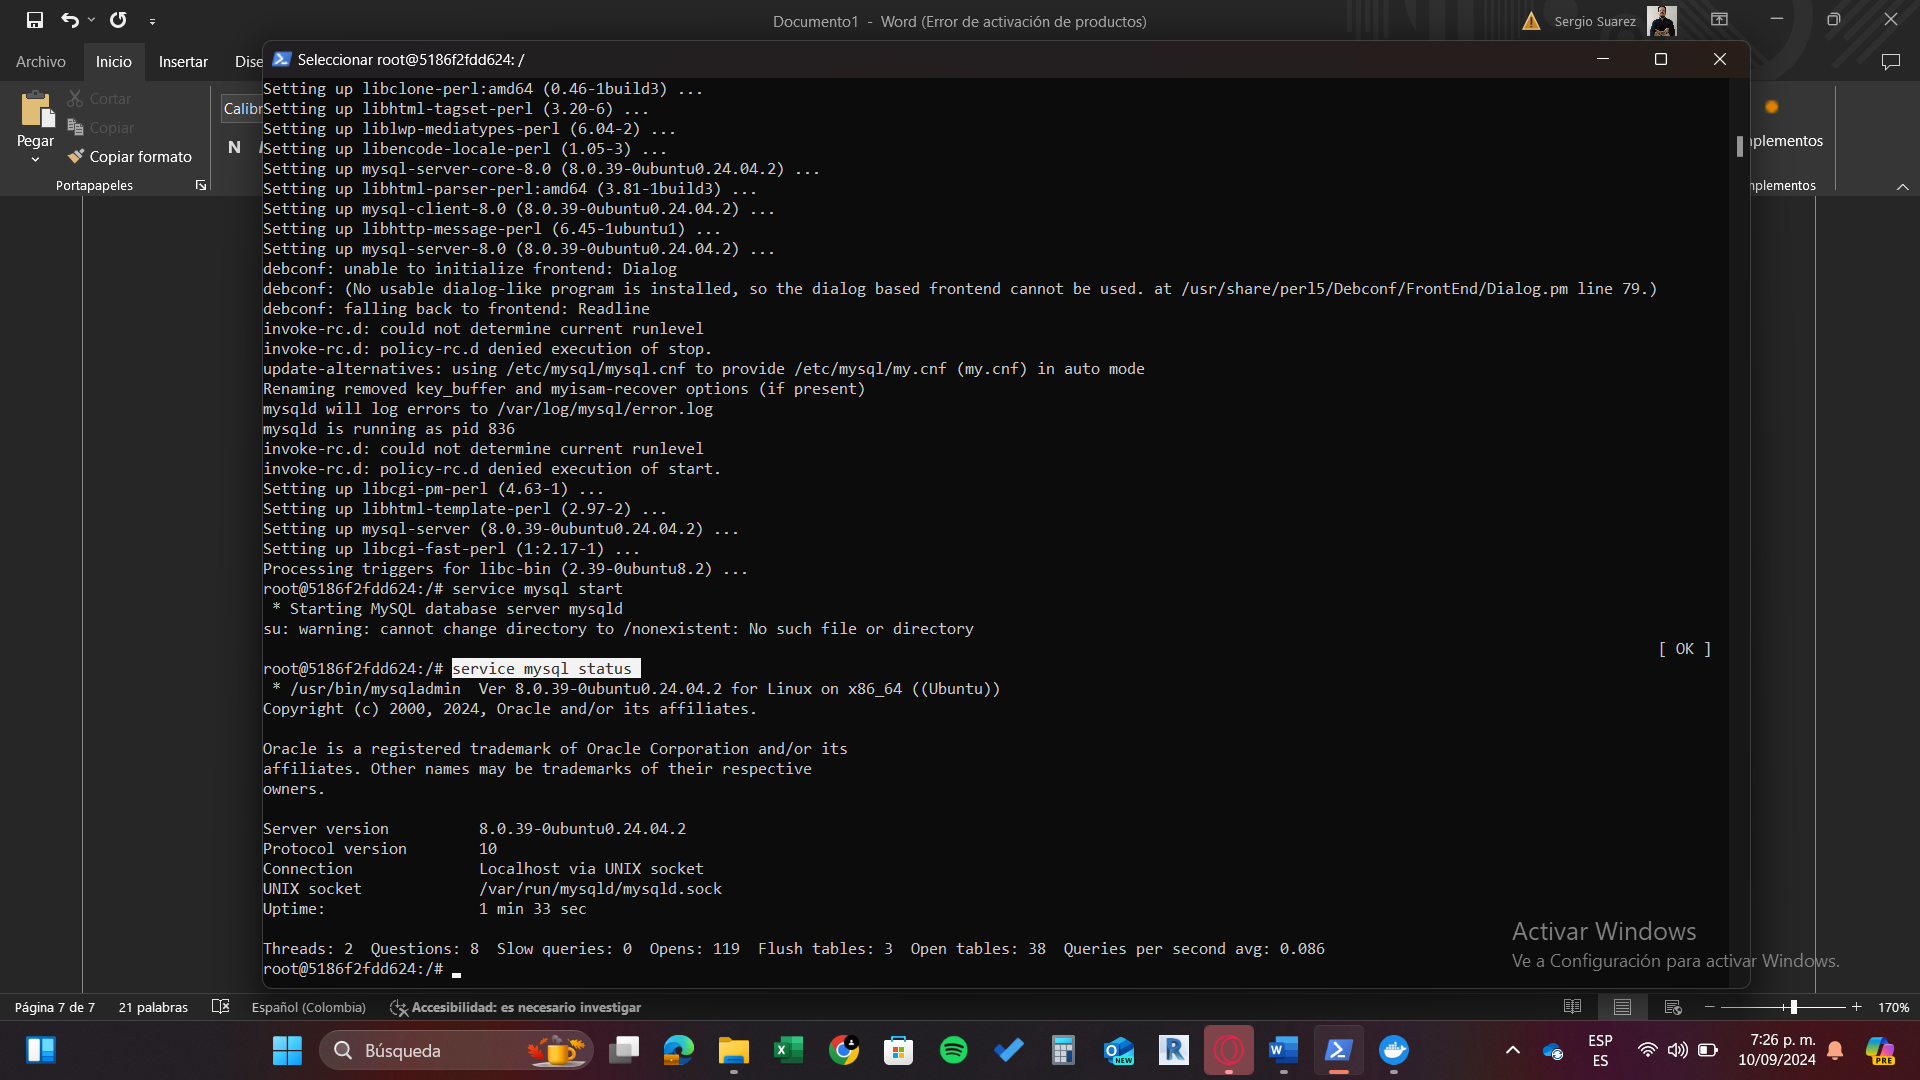 Documento1 - Word (Error de activación de productos)
Sergio Suarez
Archivo
Inicio
Insertar
Dise
Seleccionar root@5186f2fdd624: /
Pegar
Cortar
Copiar
Copiar formato
Portapapeles
Calibr
N
plementos
mplementos
Setting up libclone-perl:amd64 (0.46-1build3) ...
Setting up libhtml-tagset-perl (3.20-6) ...
Setting up liblwp-mediatypes-perl (6.04-2) ...
Setting up libencode-locale-perl (1.05-3) ...
Setting up mysql-server-core-8.0 (8.0.39-0ubuntu0.24.04.2) ...
Setting up libhtml-parser-perl:amd64 (3.81-1build3) ...
Setting up mysql-client-8.0 (8.0.39-0ubuntu0.24.04.2) ...
Setting up libhttp-message-perl (6.45-1ubuntu1) ...
Setting up mysql-server-8.0 (8.0.39-0ubuntu0.24.04.2) ...
debconf: unable to initialize frontend: Dialog
debconf: (No usable dialog-like program is installed, so the dialog based frontend cannot be used. at /usr/share/perl5/Debconf/FrontEnd/Dialog.pm line 79.)
debconf: falling back to frontend: Readline
invoke-rc.d: could not determine current runlevel
invoke-rc.d: policy-rc.d denied execution of stop.
update-alternatives: using /etc/mysql/mysql.cnf to provide /etc/mysql/my.cnf (my.cnf) in auto mode
Renaming removed key_buffer and myisam-recover options (if present)
mysqld will log errors to /var/log/mysql/error.log
mysqld is running as pid 836
invoke-rc.d: could not determine current runlevel
invoke-rc.d: policy-rc.d denied execution of start.
Setting up libcgi-pm-perl (4.63-1) ...
Setting up libhtml-template-perl (2.97-2) ...
Setting up mysql-server (8.0.39-0ubuntu0.24.04.2) ...
Setting up libcgi-fast-perl (1:2.17-1) ...
Processing triggers for libc-bin (2.39-0ubuntu8.2) ...
root@5186f2fdd624:/# service mysql start
 * Starting MySQL database server mysqld
su: warning: cannot change directory to /nonexistent: No such file or directory
[ OK ]
root@5186f2fdd624:/# service mysql status
 * /usr/bin/mysqladmin  Ver 8.0.39-0ubuntu0.24.04.2 for Linux on x86_64 ((Ubuntu))
Copyright (c) 2000, 2024, Oracle and/or its affiliates.
Oracle is a registered trademark of Oracle Corporation and/or its
affiliates. Other names may be trademarks of their respective
owners.
Server version 8.0.39-0ubuntu0.24.04.2
Protocol version 10
Connection Localhost via UNIX socket
UNIX socket /var/run/mysqld/mysqld.sock
Uptime: 1 min 33 sec
Threads: 2  Questions: 8  Slow queries: 0  Opens: 119  Flush tables: 3  Open tables: 38  Queries per second avg: 0.086
root@5186f2fdd624:/#
Activar Windows
Ve a Configuración para activar Windows.
Página 7 de 7
21 palabras
Español (Colombia)
Accesibilidad: es necesario investigar
170%
Búsqueda
NEW
ESP
ES
7:26 p. m.
10/09/2024
PRE